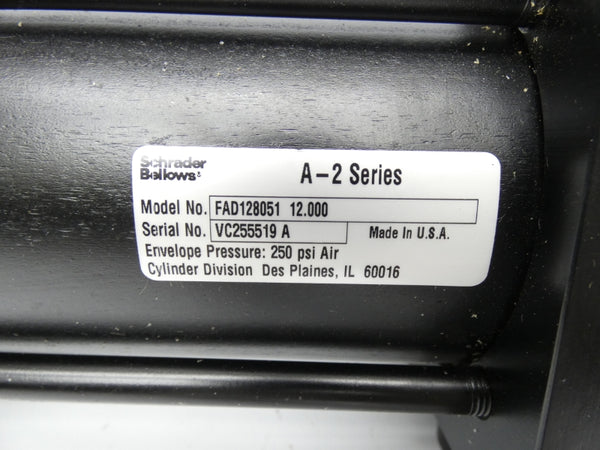 Schrader
Bellows
A-2 Series
Model No. FAD128051 12.000
Serial No. VC255519 A Made In U.S.A.
Envelope Pressure: 250 psi Air
Cylinder Division Des Plaines, IL 60016